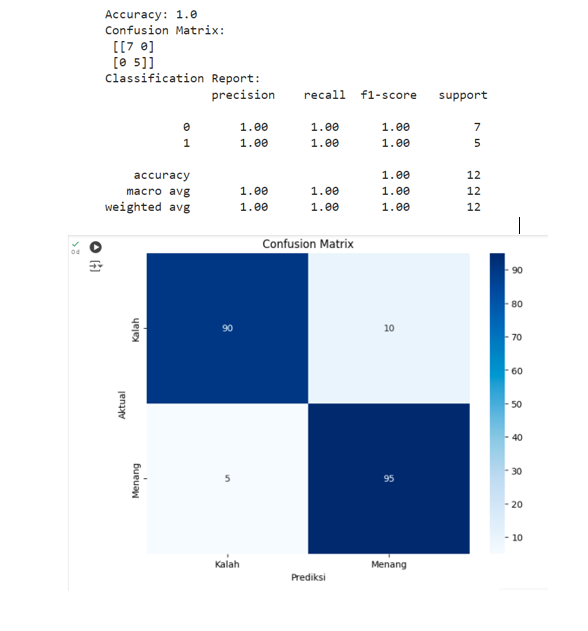 Accuracy: 1.0
Confusion Matrix:
[[7 0]
[0 5]]
Classification Report:
precision recall f1-score support
0 1.00 1.00 1.00 7
1 1.00 1.00 1.00 5
accuracy 1.00 12
macro avg 1.00 1.00 1.00 12
weighted avg 1.00 1.00 1.00 12
0 d
Confusion Matrix
Kalah
90
10
Aktual
Menang
5
95
Kalah
Menang
Prediksi
90
80
70
60
50
40
30
20
10